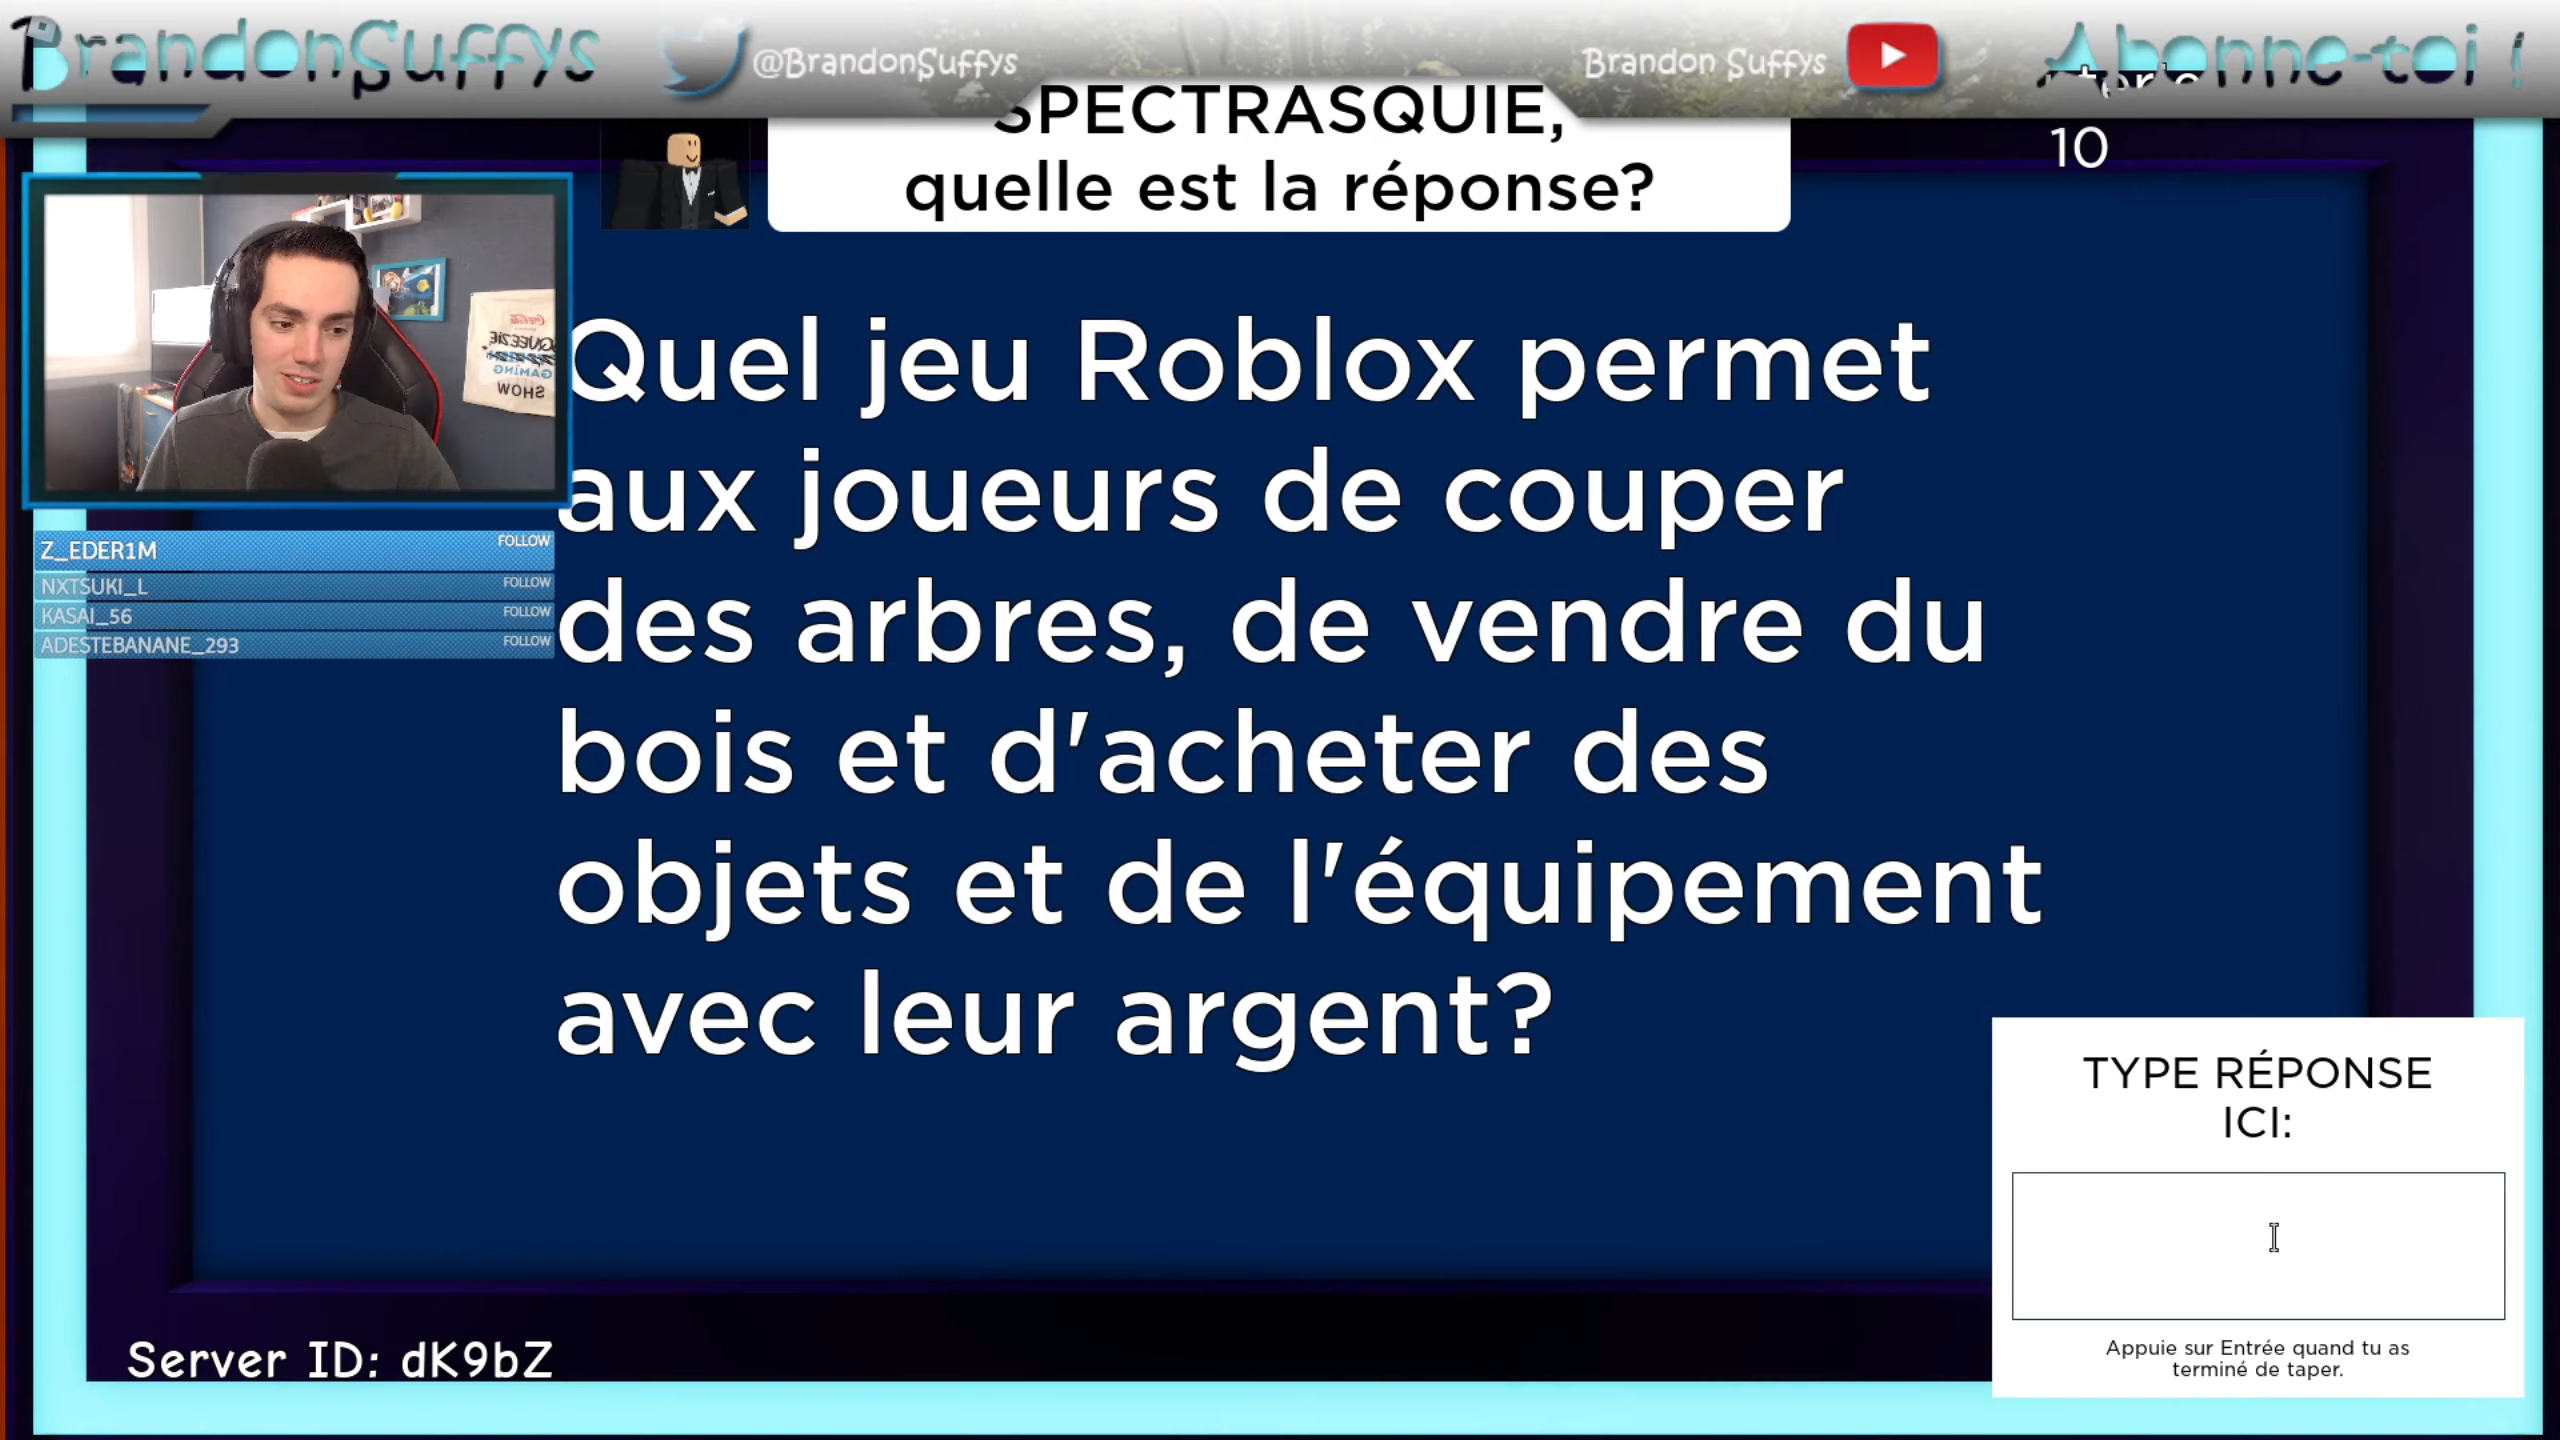 BrandonSuffys
@BrandonSuffys
Brandon Suffys
Abonne-toi !
SPECTRASQUIE,
quelle est la réponse?
10
SHOW
Z_EDER1M FOLLOW
NXTSUKI_L FOLLOW
KASAI_56 FOLLOW
ADESTEBANANE_293 FOLLOW
Quel jeu Roblox permet
aux joueurs de couper
des arbres, de vendre du
bois et d'acheter des
objets et de l'équipement
avec leur argent?
TYPE RÉPONSE
ICI:
Appuie sur Entrée quand tu as
terminé de taper.
Server ID: dK9bZ